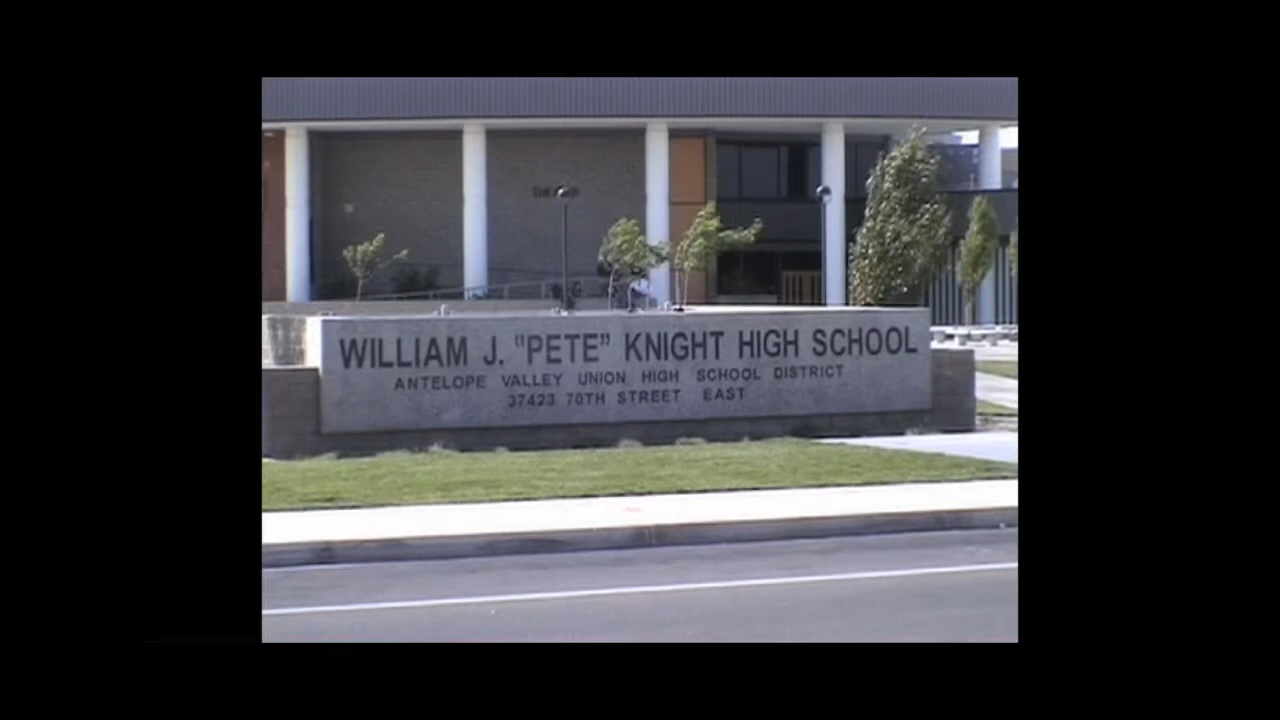 WILLIAM J. "PETE" KNIGHT HIGH SCHOOL
ANTELOPE VALLEY UNION HIGH SCHOOL DISTRICT
37423 70TH STREET EAST